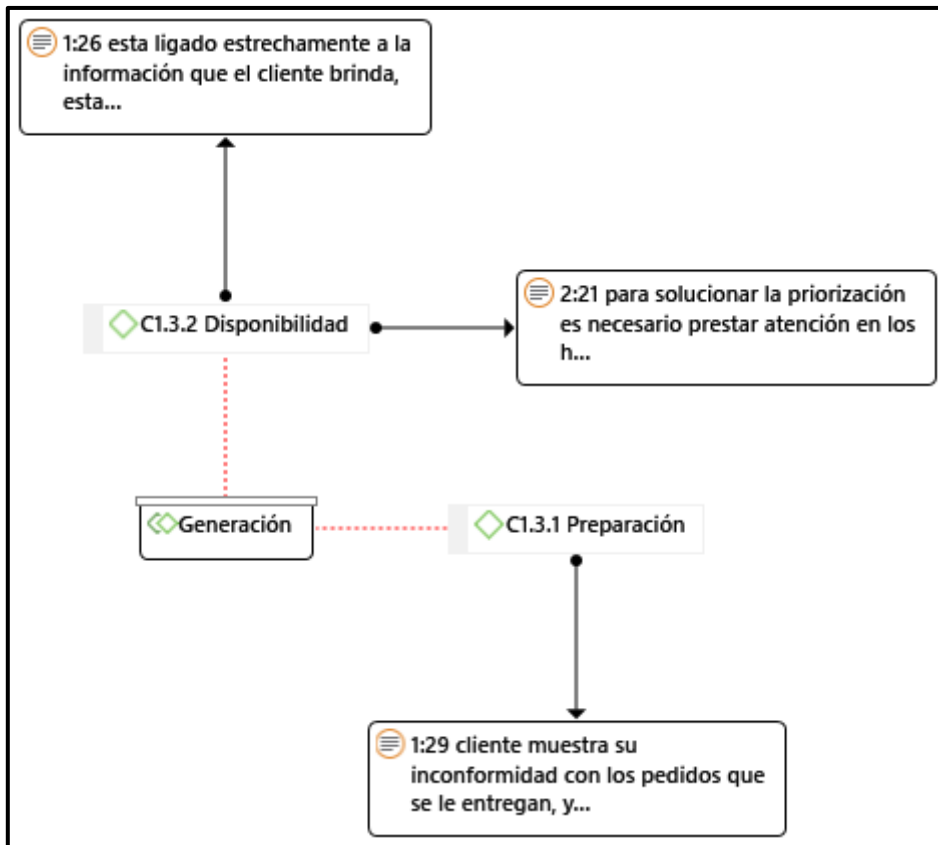 1:26 esta ligado estrechamente a la
información que el cliente brinda,
esta...
2:21 para solucionar la priorización
es necesario prestar atención en los
h...
C1.3.2 Disponibilidad
Generación
C1.3.1 Preparación
1:29 cliente muestra su
inconformidad con los pedidos que
se le entregan, y...